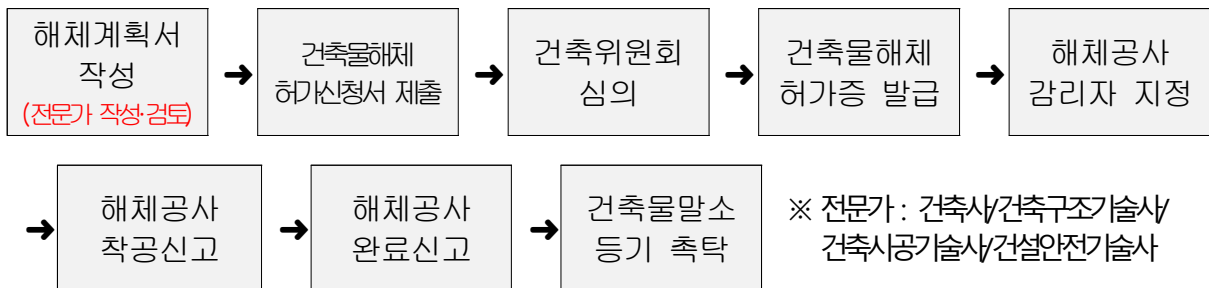 해체계획서
작성
(전문가 작성·검토)
➔
건축물해체
허가신청서 제출
➔
건축위원회
심의
➔
건축물해체
허가증 발급
➔
해체공사
감리자 지정
➔
해체공사
착공신고
➔
해체공사
완료신고
➔
건축물말소
등기 촉탁
※ 전문가 : 건축사/건축구조기술사/
건축시공기술사/건설안전기술사